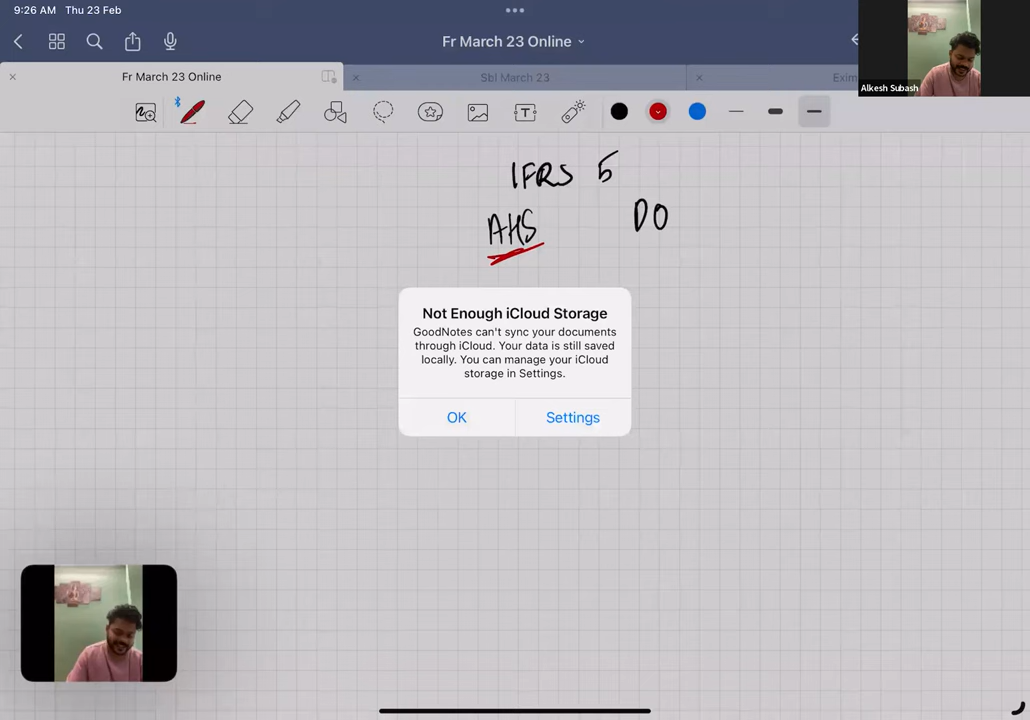 9:26 AM Thu 23 Feb
Fr March 23 Online
Alkesh Subash
Fr March 23 Online
Sbl March 23
Exim
T
IFRS 5
AHS
DO
Not Enough iCloud Storage
GoodNotes can't sync your documents
through iCloud. Your data is still saved
locally. You can manage your iCloud
storage in Settings.
OK
Settings